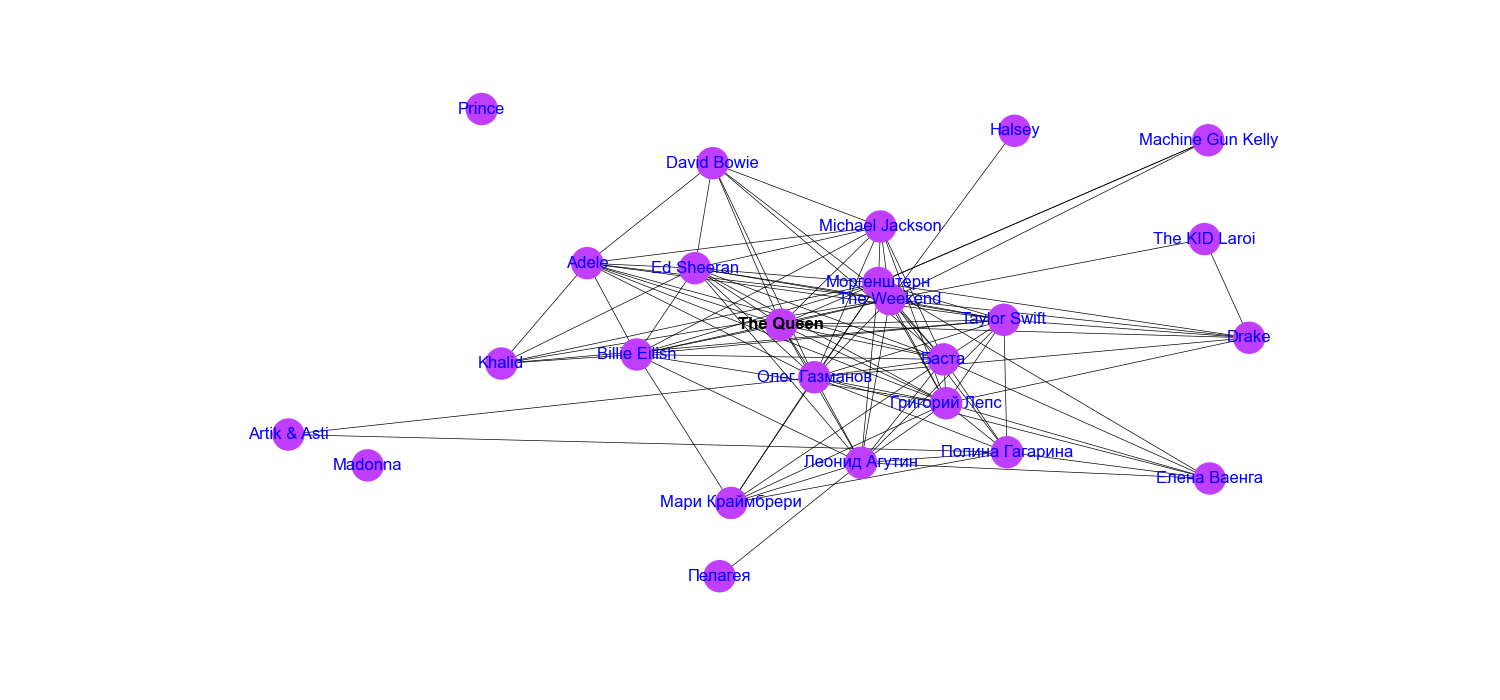 Prince
Halsey
Machine Gun Kelly
David Bowie
Michael Jackson
The KID Laroi
Adele
Ed Sheeran
Моргенштерн
The Weekend
Taylor Swift
The Queen
Drake
Khalid
Billie Eilish
Баста
Олег Газманов
Григорий Лепс
Artik & Asti
Полина Гагарина
Madonna
Леонид Агутин
Елена Ваенга
Мари Краймбрери
Пелагея